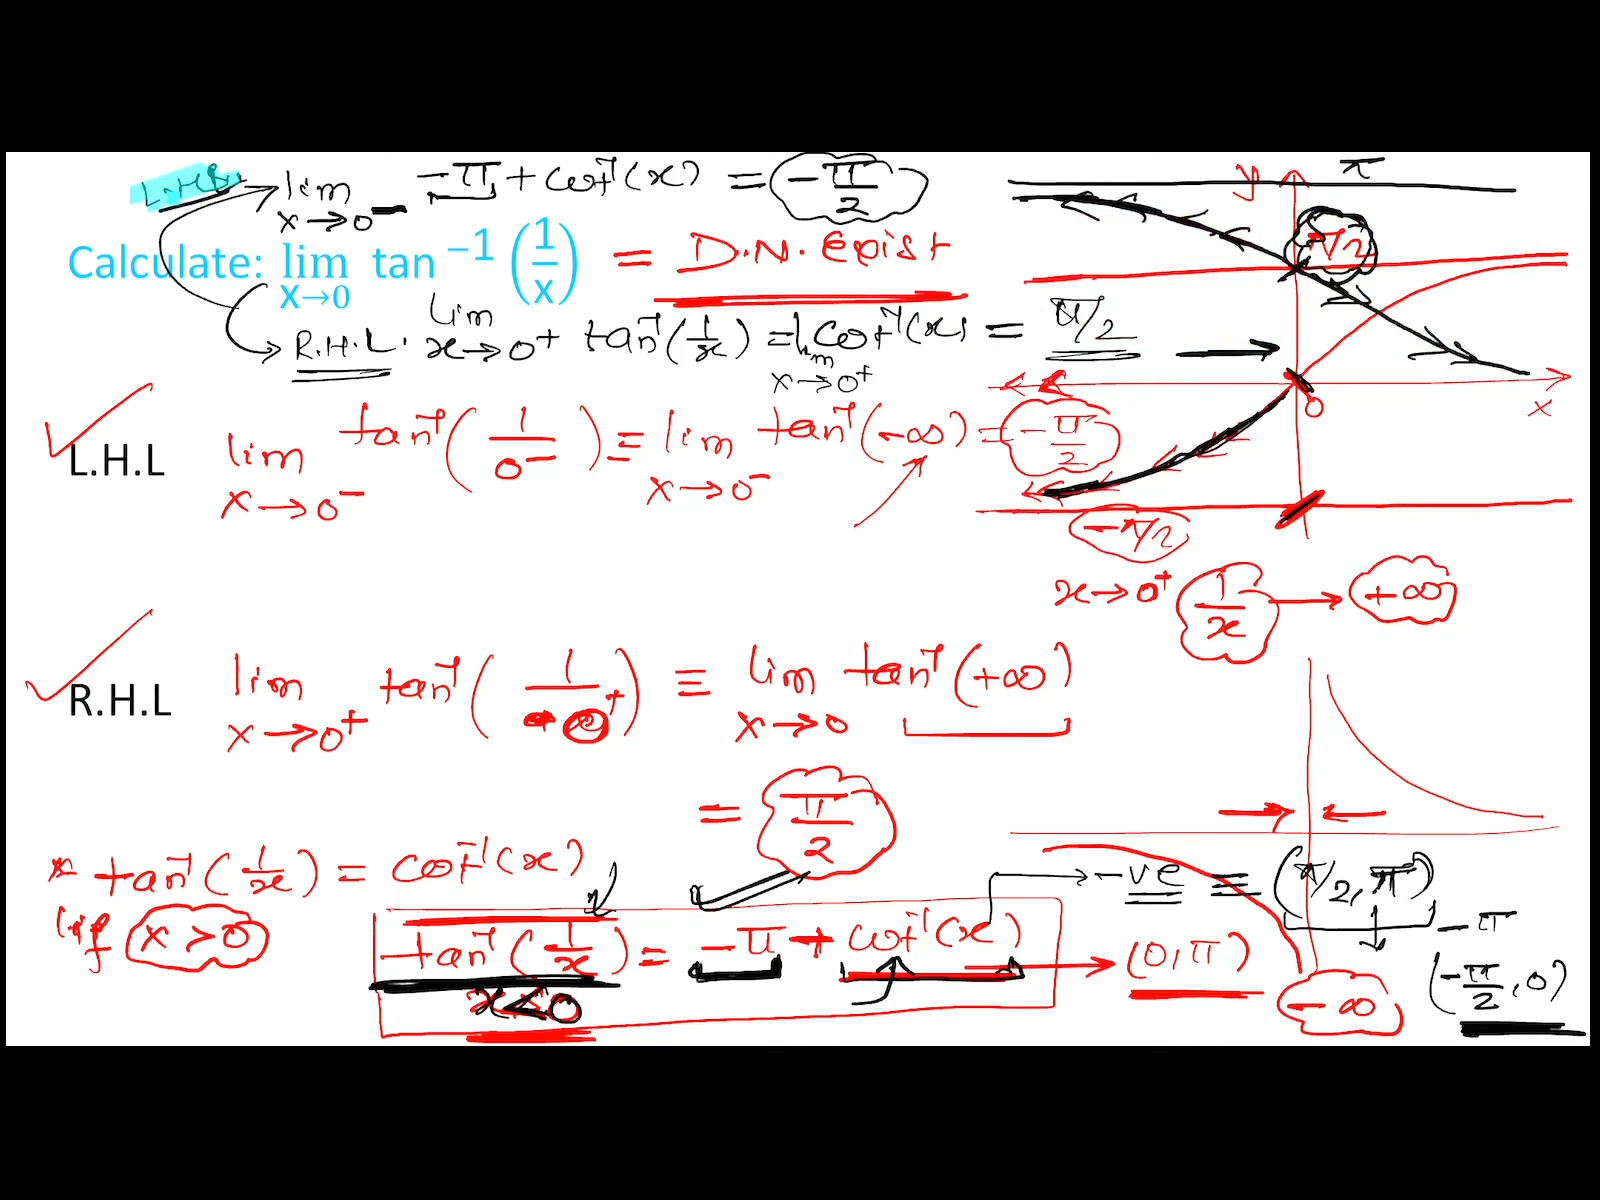 L.H.L. lim x→0⁻ -π + cot⁻¹(x) = -π/2
Calculate: lim x→0 tan⁻¹(1/x) = D.N. Exist
R.H.L. lim x→0⁺ tan⁻¹(1/x) = lim x→0⁺ cot⁻¹(x) = π/2
L.H.L lim x→0⁻ tan⁻¹(1/0⁻) ≡ lim x→0⁻ tan⁻¹(-∞) = -π/2
R.H.L lim x→0⁺ tan⁻¹(1/0⁺) ≡ lim x→0 tan⁻¹(+∞)
= π/2
* tan⁻¹(1/x) = cot⁻¹(x)
if x > 0
tan⁻¹(1/x) = -π + cot⁻¹(x) → (0, π)
x < 0
y
π
π/2
0
x
-π/2
x→0⁺ 1/x → +∞
-ve ≡ (π/2, π)
-π
(-π/2, 0)
-∞